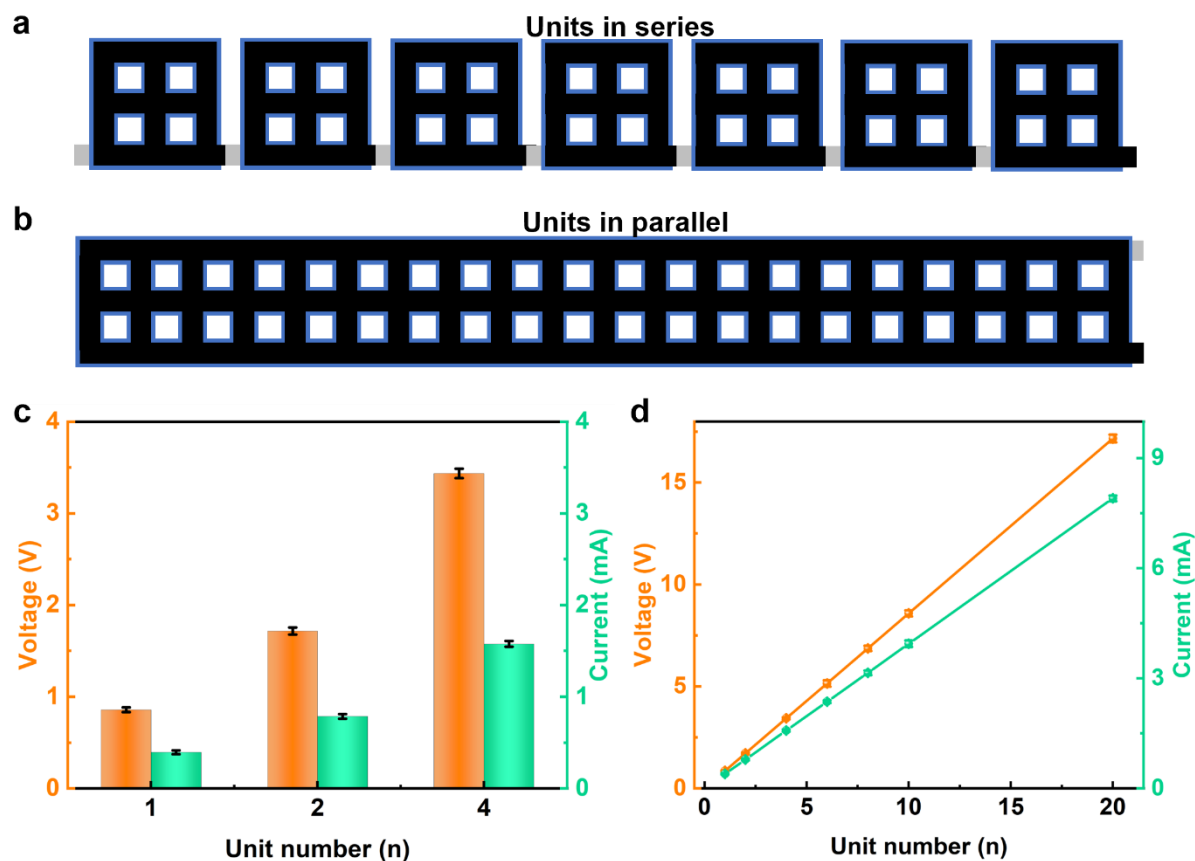 a
Units in series
b
Units in parallel
c
4
3
2
1
0
Voltage (V)
4
3
2
1
0
Current (mA)
1 2 4
Unit number (n)
d
15
10
5
0
Voltage (V)
9
6
3
0
Current (mA)
0 5 10 15 20
Unit number (n)